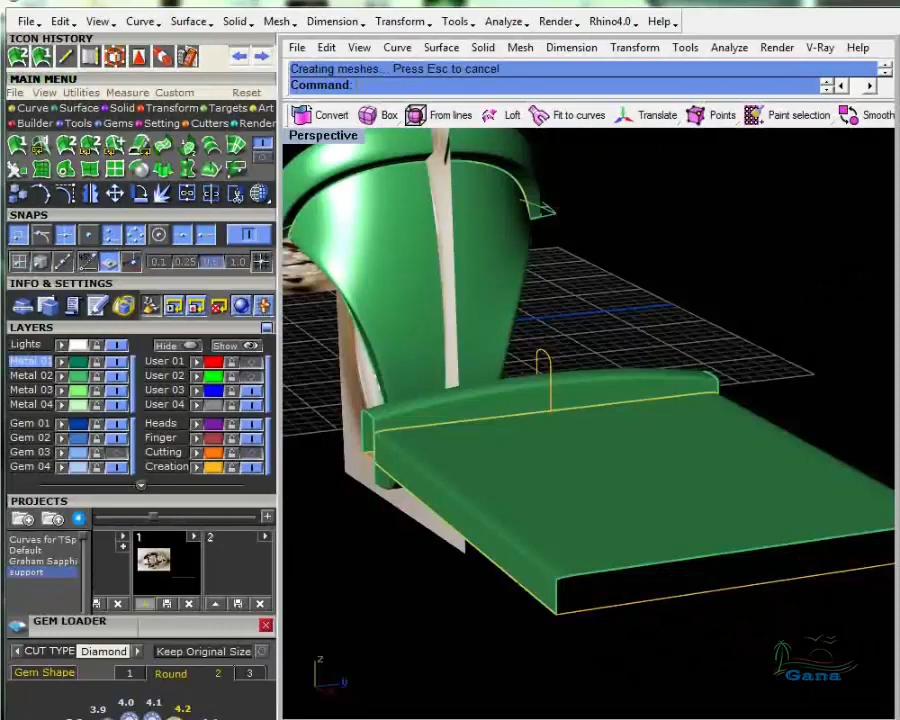 File Edit View Curve Surface Solid Mesh Dimension Transform Tools Analyze Render Rhino4.0 Help
ICON HISTORY
MAIN MENU
File View Utilities Measure Custom Reset
Curve Surface Solid Transform Targets Art
Builder Tools Gems Setting Cutters Render
SNAPS
0.1 0.25 0.5 1.0
INFO & SETTINGS
LAYERS
Lights Hide Show
Metal 01 User 01
Metal 02 User 02
Metal 03 User 03
Metal 04 User 04
Gem 01 Heads
Gem 02 Finger
Gem 03 Cutting
Gem 04 Creation
PROJECTS
Curves for TSp
Default
Graham Sapphi
support
1 2
GEM LOADER
CUT TYPE Diamond Keep Original Size
Gem Shape 1 Round 2 3
3.9 4.0 4.1 4.2
File Edit View Curve Surface Solid Mesh Dimension Transform Tools Analyze Render V-Ray Help
Creating meshes... Press Esc to cancel
Command:
Convert Box From lines Loft Fit to curves Translate Points Paint selection Smooth
Perspective
z
y
Gana